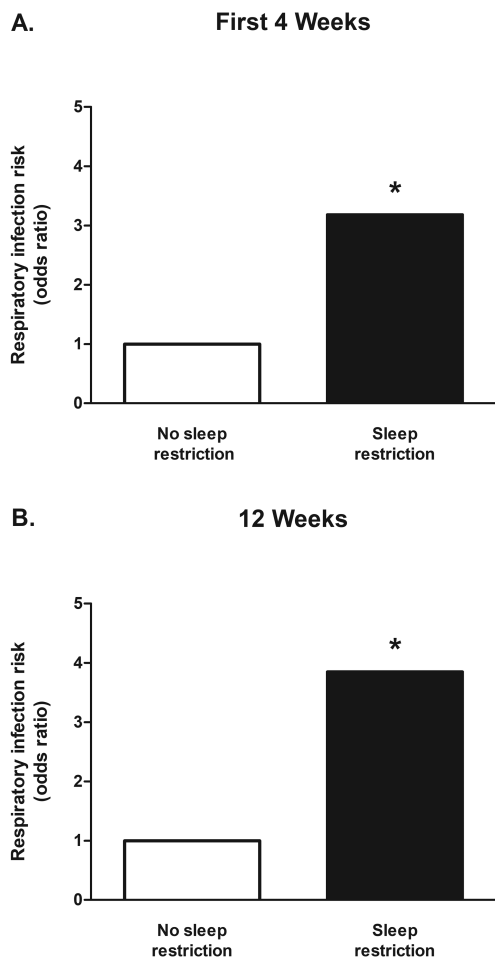 A.
First 4 Weeks
Respiratory infection risk
(odds ratio)
5
4
3
2
1
0
*
No sleep
restriction
Sleep
restriction
B.
12 Weeks
Respiratory infection risk
(odds ratio)
5
4
3
2
1
0
*
No sleep
restriction
Sleep
restriction